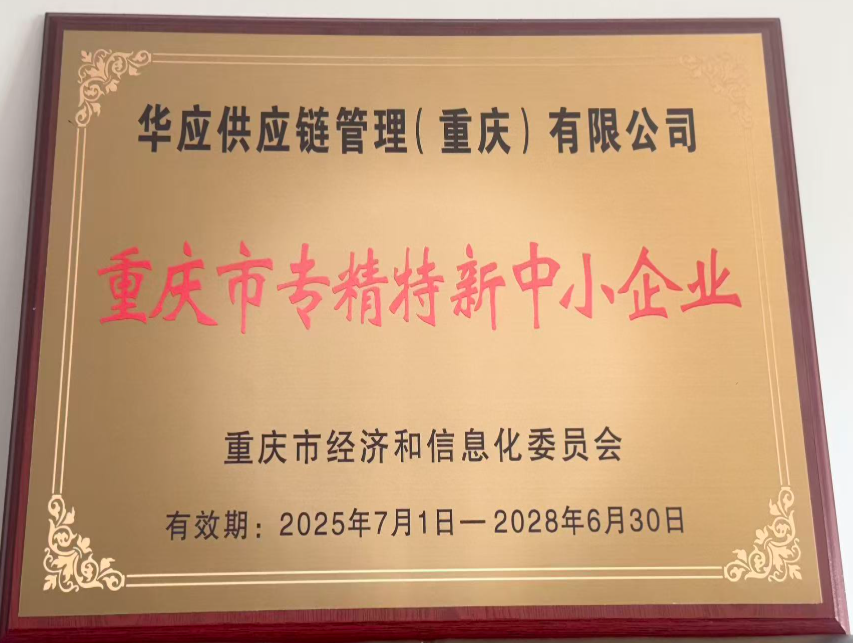 华应供应链管理(重庆)有限公司
重庆市专精特新中小企业
重庆市经济和信息化委员会
有效期：2025年7月1日—2028年6月30日